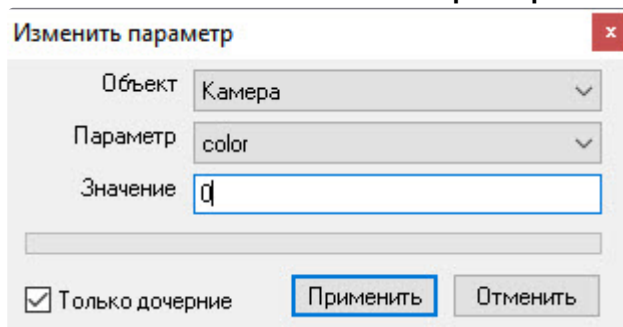 Изменить параметр
Объект Камера
Параметр color
Значение 0
Только дочерние Применить Отменить